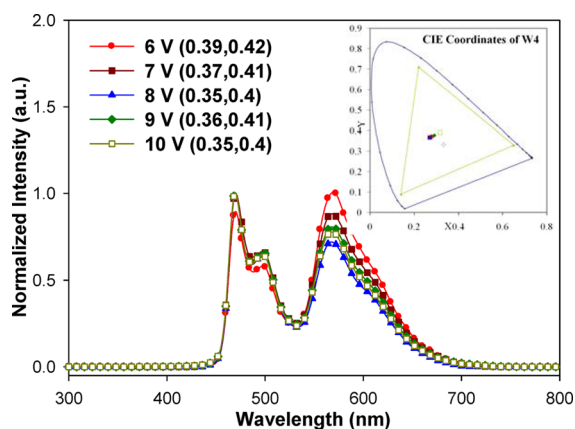 2.0
1.5
1.0
0.5
0.0
Normalized Intensity (a.u.)
6 V (0.39,0.42)
7 V (0.37,0.41)
8 V (0.35,0.4)
9 V (0.36,0.41)
10 V (0.35,0.4)
CIE Coordinates of W4
0.9
0.8
0.7
0.6
0.5
0.4
0.3
0.2
0.1
0
Y
0 0.2 X0.4 0.6 0.8
300 400 500 600 700 800
Wavelength (nm)